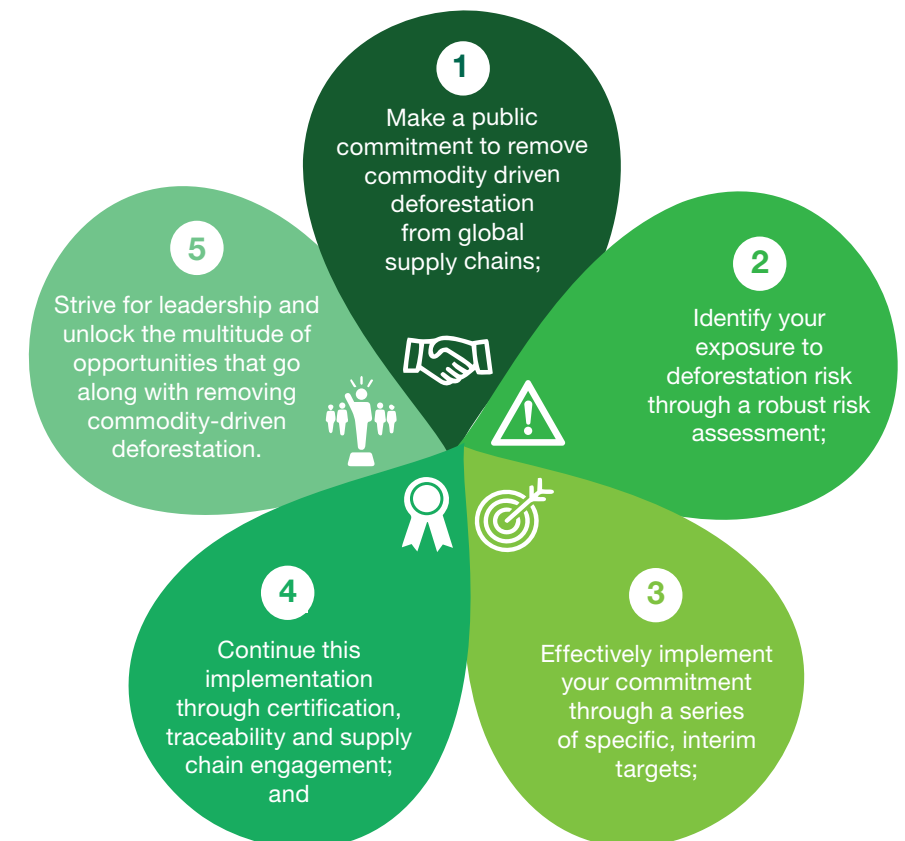 1
Make a public
commitment to remove
commodity driven
deforestation
from global
supply chains;
2
Identify your
exposure to
deforestation risk
through a robust risk
assessment;
3
Effectively implement
your commitment
through a series
of specific, interim
targets;
4
Continue this
implementation
through certification,
traceability and supply
chain engagement;
and
5
Strive for leadership and
unlock the multitude of
opportunities that go
along with removing
commodity-driven
deforestation.